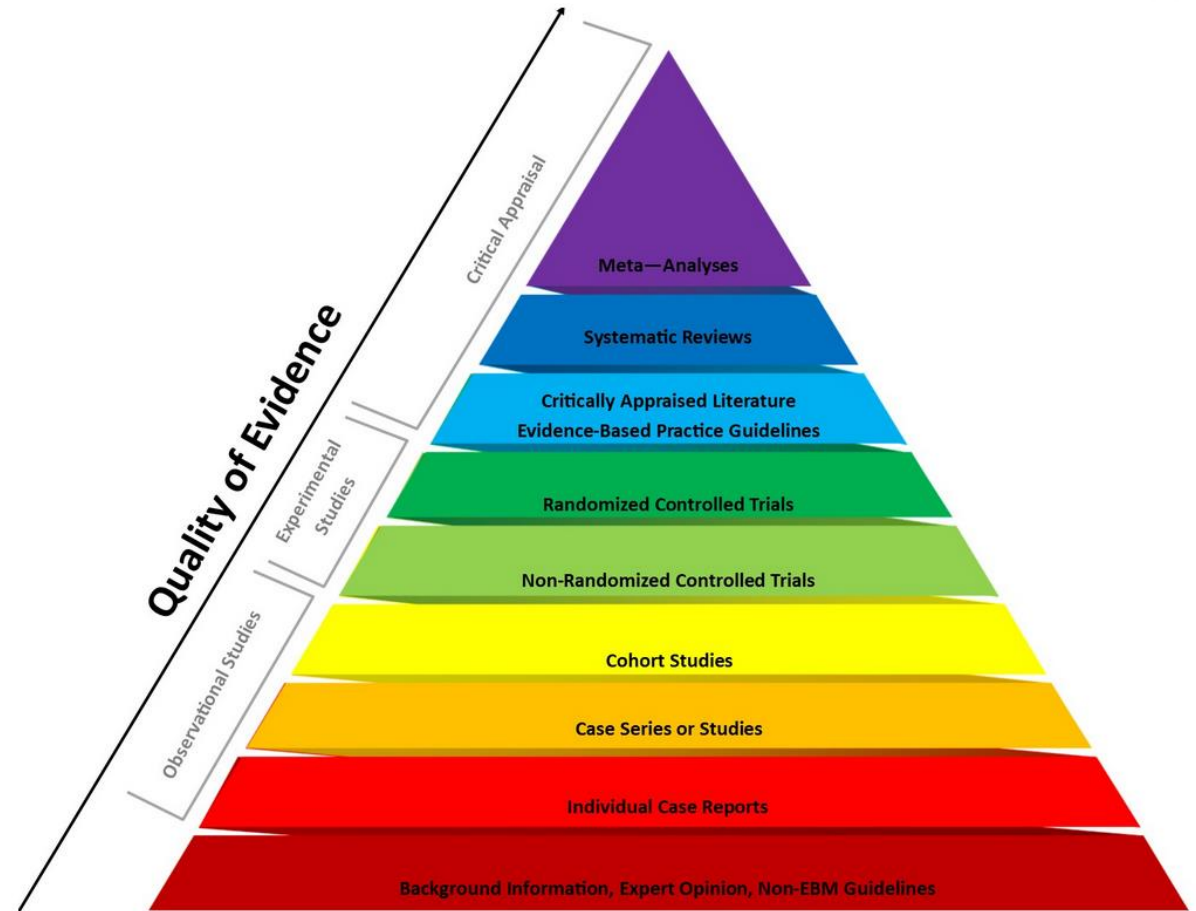 Quality of Evidence
Critical Appraisal
Experimental
Studies
Observational Studies
Meta—Analyses
Systematic Reviews
Critically Appraised Literature
Evidence-Based Practice Guidelines
Randomized Controlled Trials
Non-Randomized Controlled Trials
Cohort Studies
Case Series or Studies
Individual Case Reports
Background Information, Expert Opinion, Non-EBM Guidelines